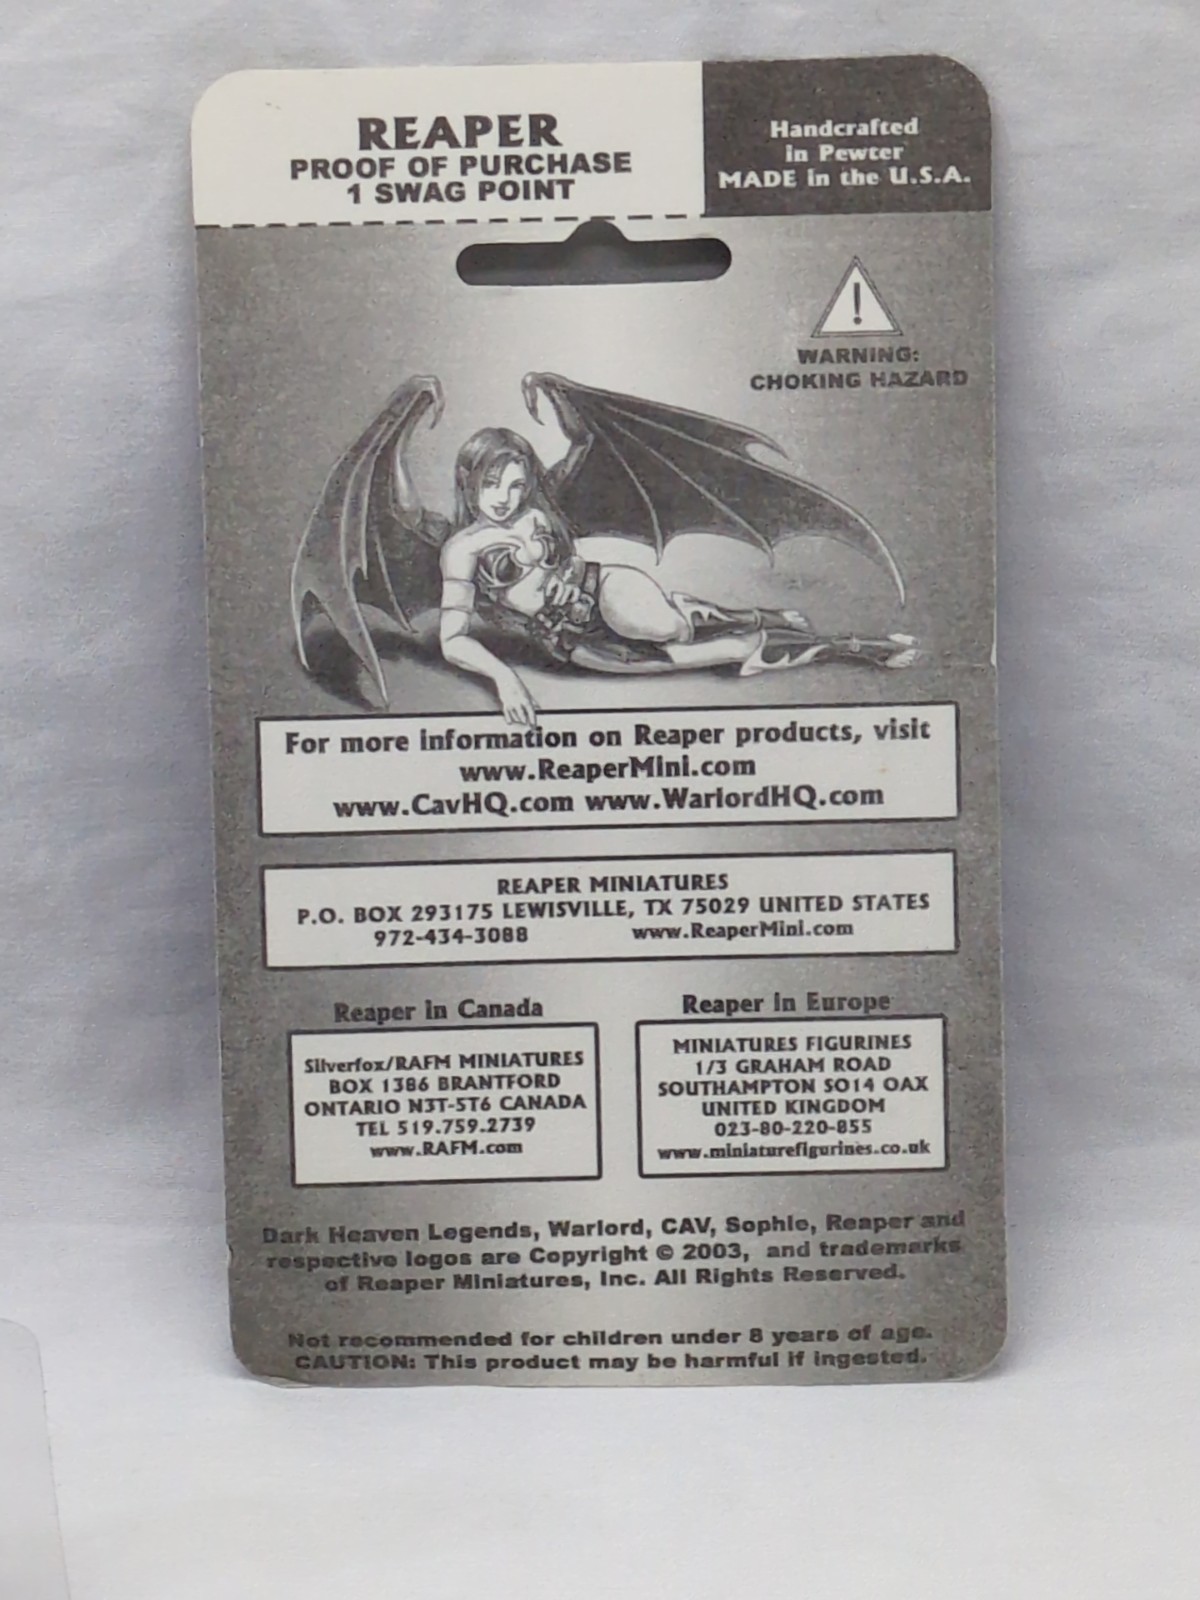 REAPER
PROOF OF PURCHASE
1 SWAG POINT
Handcrafted
in Pewter
MADE in the U.S.A.
!
WARNING:
CHOKING HAZARD
For more information on Reaper products, visit
www.ReaperMini.com
www.CavHQ.com www.WarlordHQ.com
REAPER MINIATURES
P.O. BOX 293175 LEWISVILLE, TX 75029 UNITED STATES
972-434-3088 www.ReaperMini.com
Reaper in Canada
Silverfox/RAFM MINIATURES
BOX 1386 BRANTFORD
ONTARIO N3T-5T6 CANADA
TEL 519.759.2739
www.RAFM.com
Reaper in Europe
MINIATURES FIGURINES
1/3 GRAHAM ROAD
SOUTHAMPTON SO14 OAX
UNITED KINGDOM
023-80-220-855
www.miniaturefigurines.co.uk
Dark Heaven Legends, Warlord, CAV, Sophie, Reaper and
respective logos are Copyright © 2003, and trademarks
of Reaper Miniatures, Inc. All Rights Reserved.
Not recommended for children under 8 years of age.
CAUTION: This product may be harmful if ingested.